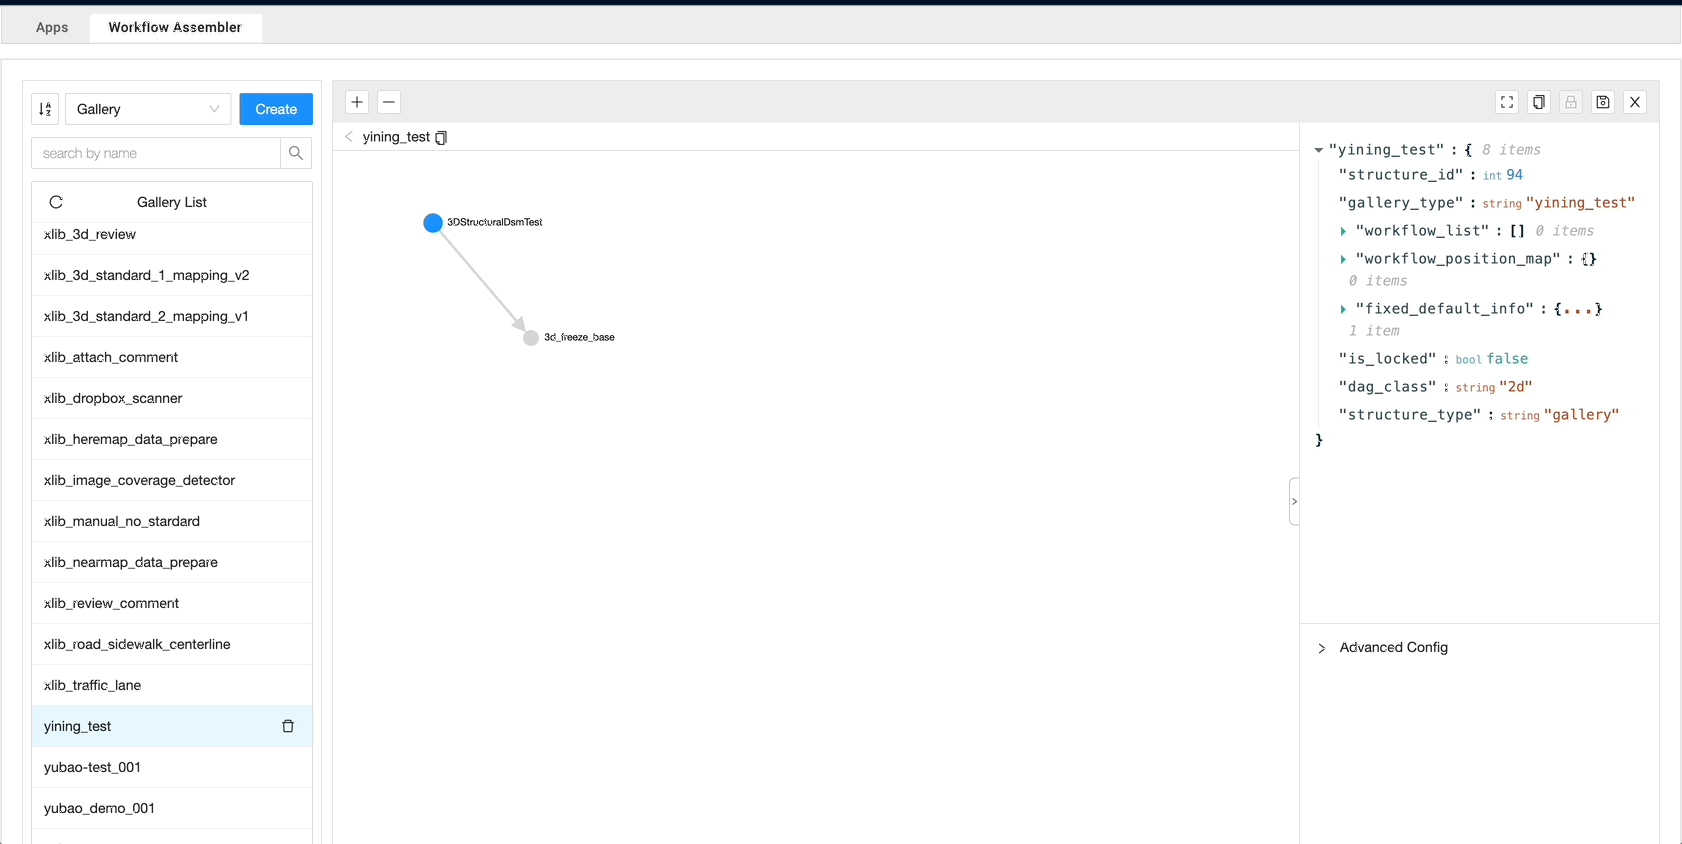 Apps Workflow Assembler
Gallery Create
search by name
Gallery List
xlib_3d_review
xlib_3d_standard_1_mapping_v2
xlib_3d_standard_2_mapping_v1
xlib_attach_comment
xlib_dropbox_scanner
xlib_heremap_data_prepare
xlib_image_coverage_detector
xlib_manual_no_stardard
xlib_nearmap_data_prepare
xlib_review_comment
xlib_road_sidewalk_centerline
xlib_traffic_lane
yining_test
yubao-test_001
yubao_demo_001
yining_test
3DStructuralDsmTest
3d_freeze_base
"yining_test" : { 8 items
"structure_id" : int 94
"gallery_type" : string "yining_test"
"workflow_list" : [] 0 items
"workflow_position_map" : {}
0 items
"fixed_default_info" : {...}
1 item
"is_locked" : bool false
"dag_class" : string "2d"
"structure_type" : string "gallery"
}
Advanced Config